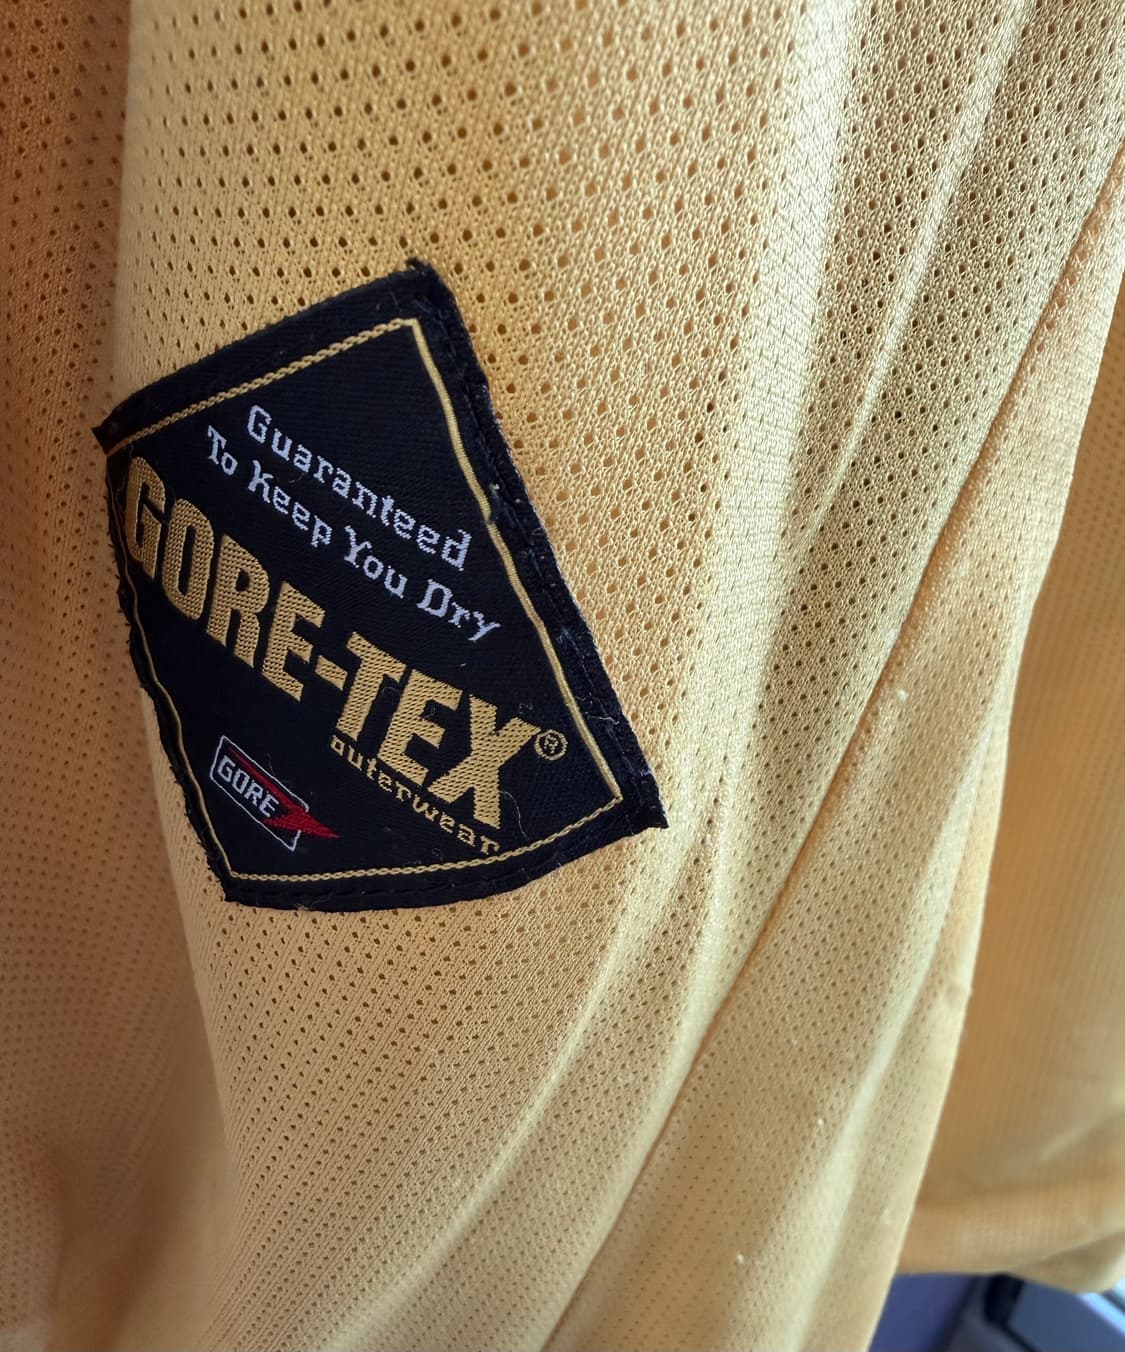 Guaranteed
To Keep You Dry
GORE-TEX®
outerwear
GORE